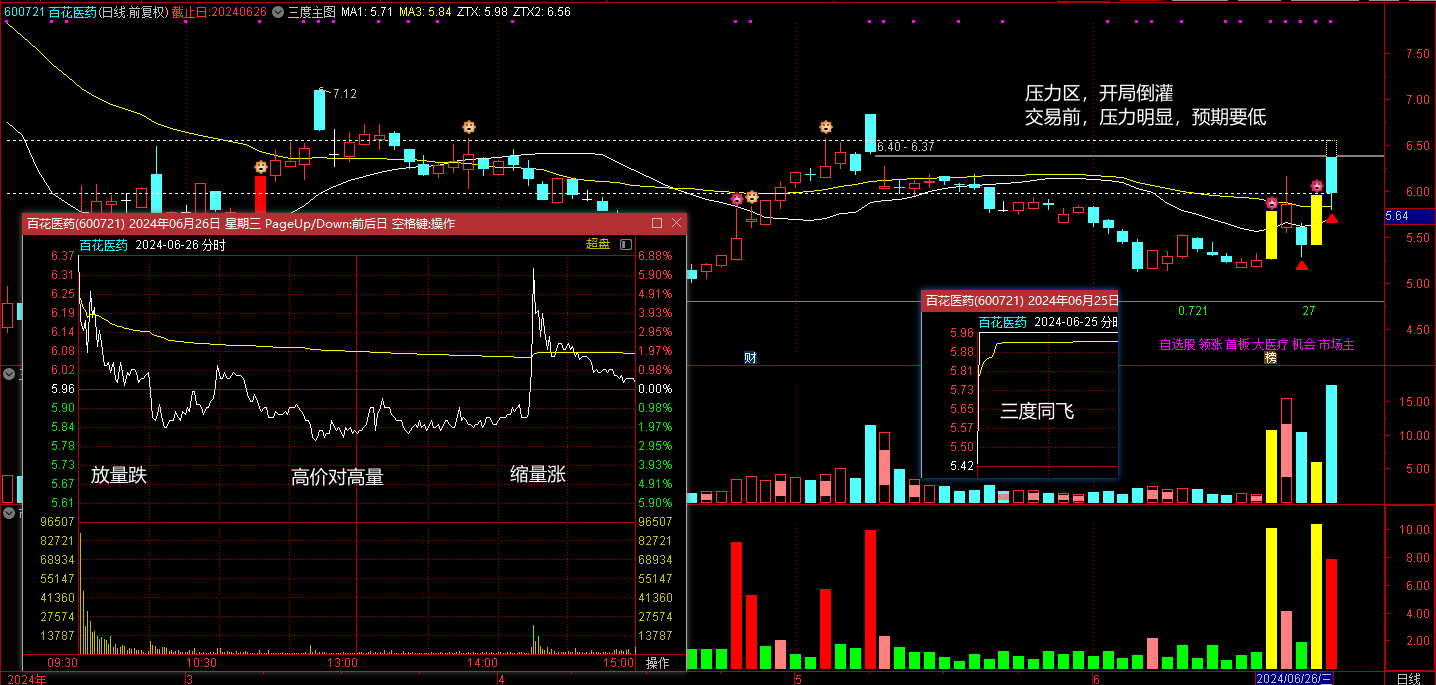 600721 百花医药(日线.前复权) 截止日:20240626 三度主图 MA1: 5.71 MA3: 5.84 ZTX: 5.98 ZTX2: 6.56
7.50
7.12
7.00
压力区，开局倒灌
交易前，压力明显，预期要低
6.40 - 6.37
6.50
6.00
5.64
5.50
5.00
4.50
百花医药(600721) 2024年06月26日 星期三 PageUp/Down:前后日 空格键:操作
百花医药 2024-06-26 分时
超盘
6.37 6.88%
6.31 5.90%
6.25 4.91%
6.19 3.93%
6.14 2.95%
6.08 1.97%
6.02 0.98%
5.96 0.00%
5.90 0.98%
5.84 1.97%
5.78 2.95%
5.73 3.93%
5.67 4.91%
5.61 5.90%
放量跌
高价对高量
缩量涨
96507 96507
82721 82721
68934 68934
55147 55147
41360 41360
27574 27574
13787 13787
09:30 10:30 13:00 14:00 15:00 操作
百花医药(600721) 2024年06月25日
百花医药 2024-06-25 分时
5.96
5.88
5.81
5.73
5.65
5.57
5.50
5.42
三度同飞
0.721 27
自选股 领涨 首板 大医疗 机会 市场主
财
榜
15.00
10.00
5.00
10.00
8.00
6.00
4.00
2.00
2024年 3 4 5 6 2024/06/26/三 日线